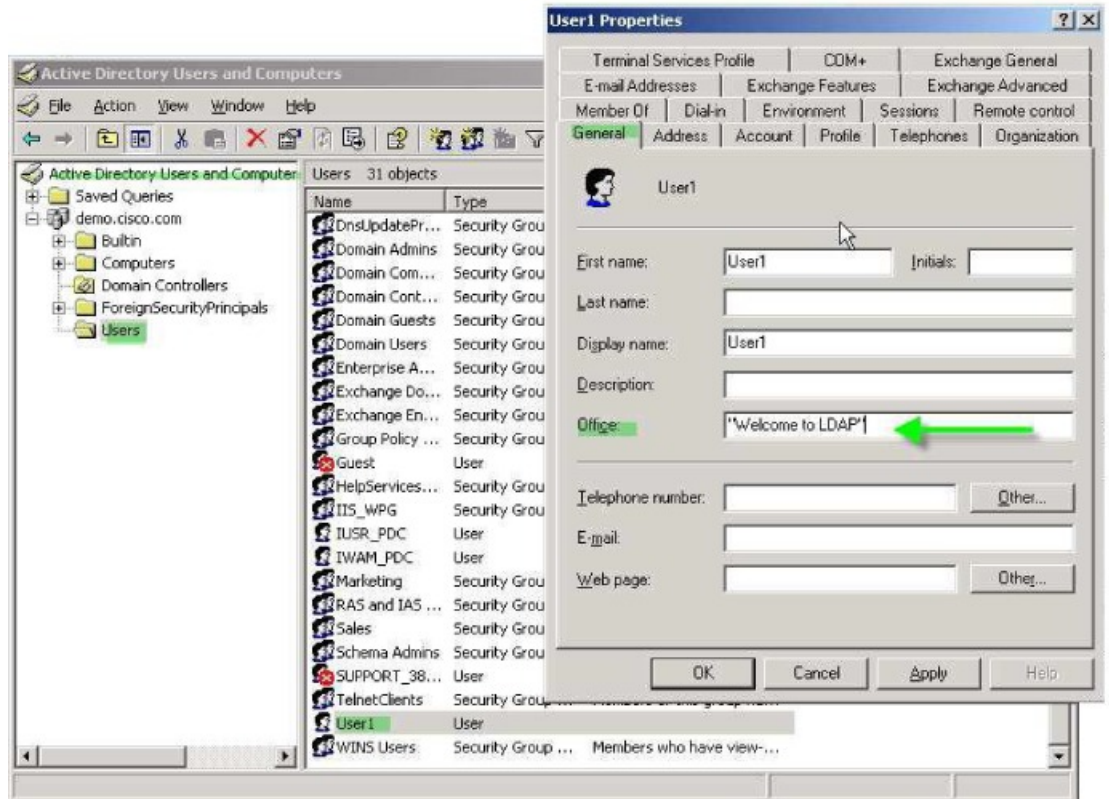 Active Directory Users and Computers
File Action View Window Help
Active Directory Users and Computer
Saved Queries
demo.cisco.com
Builtin
Computers
Domain Controllers
ForeignSecurityPrincipals
Users
Users 31 objects
Name Type
DnsUpdatePr... Security Grou
Domain Admins Security Grou
Domain Com... Security Grou
Domain Cont... Security Grou
Domain Guests Security Grou
Domain Users Security Grou
Enterprise A... Security Grou
Exchange Do... Security Grou
Exchange En... Security Grou
Group Policy ... Security Grou
Guest User
HelpServices... Security Grou
IIS_WPG Security Grou
IUSR_PDC User
IWAM_PDC User
Marketing Security Grou
RAS and IAS ... Security Grou
Sales Security Grou
Schema Admins Security Grou
SUPPORT_38... User
TelnetClients Security Group ... Members of this group ha...
User1 User
WINS Users Security Group ... Members who have view-...
User1 Properties
Terminal Services Profile COM+ Exchange General
E-mail Addresses Exchange Features Exchange Advanced
Member Of Dial-in Environment Sessions Remote control
General Address Account Profile Telephones Organization
User1
First name: User1 Initials:
Last name:
Display name: User1
Description:
Office: "Welcome to LDAP"
Telephone number: Other...
E-mail:
Web page: Other...
OK Cancel Apply Help